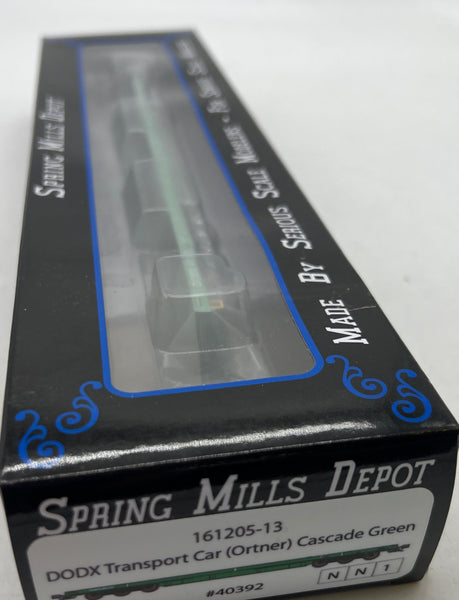 Spring Mills Depot
Made By Serious Scale Modelers -
Spring Mills Depot
161205-13
DODX Transport Car (Ortner) Cascade Green
#40392
N N 1